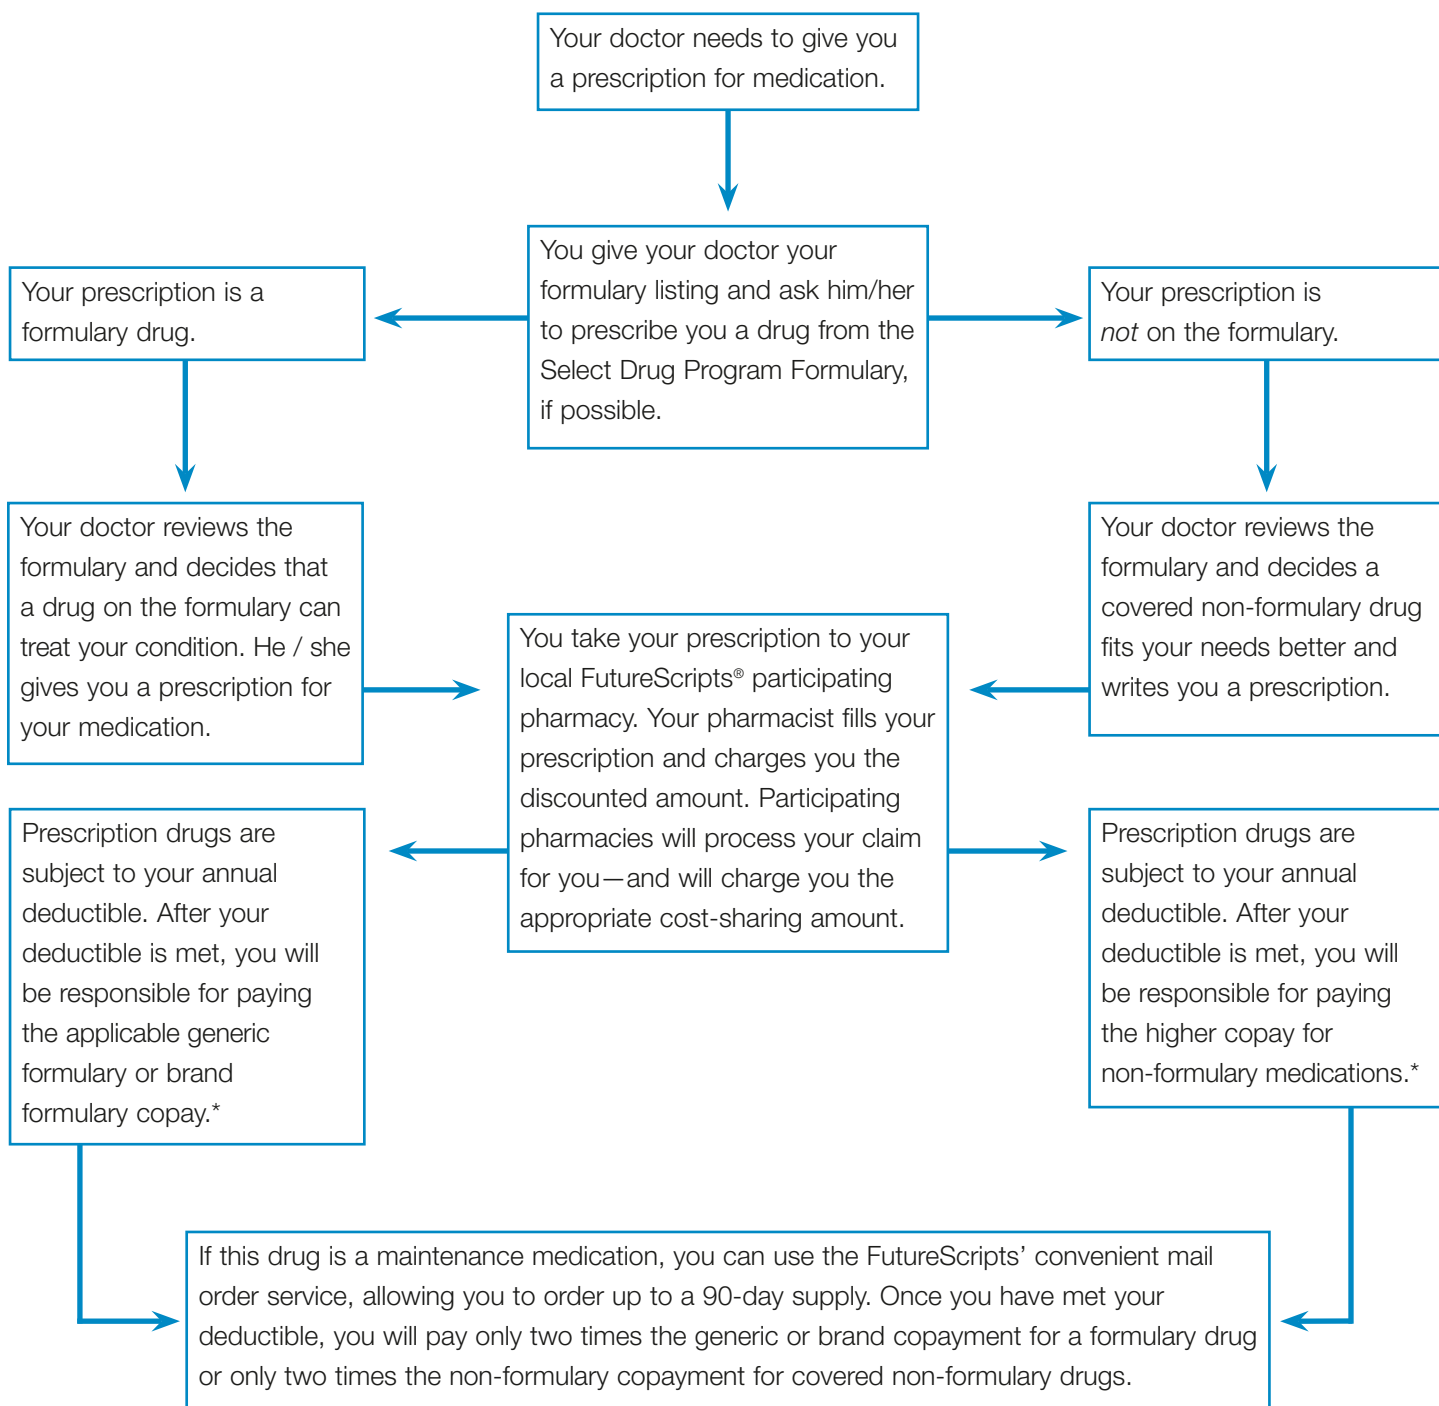 Your doctor needs to give you
a prescription for medication.
You give your doctor your
formulary listing and ask him/her
to prescribe you a drug from the
Select Drug Program Formulary,
if possible.
Your prescription is a
formulary drug.
Your prescription is
not on the formulary.
Your doctor reviews the
formulary and decides that
a drug on the formulary can
treat your condition. He / she
gives you a prescription for
your medication.
Your doctor reviews the
formulary and decides a
covered non-formulary drug
fits your needs better and
writes you a prescription.
You take your prescription to your
local FutureScripts® participating
pharmacy. Your pharmacist fills your
prescription and charges you the
discounted amount. Participating
pharmacies will process your claim
for you—and will charge you the
appropriate cost-sharing amount.
Prescription drugs are
subject to your annual
deductible. After your
deductible is met, you will
be responsible for paying
the applicable generic
formulary or brand
formulary copay.*
Prescription drugs are
subject to your annual
deductible. After your
deductible is met, you will
be responsible for paying
the higher copay for
non-formulary medications.*
If this drug is a maintenance medication, you can use the FutureScripts’ convenient mail
order service, allowing you to order up to a 90-day supply. Once you have met your
deductible, you will pay only two times the generic or brand copayment for a formulary drug
or only two times the non-formulary copayment for covered non-formulary drugs.